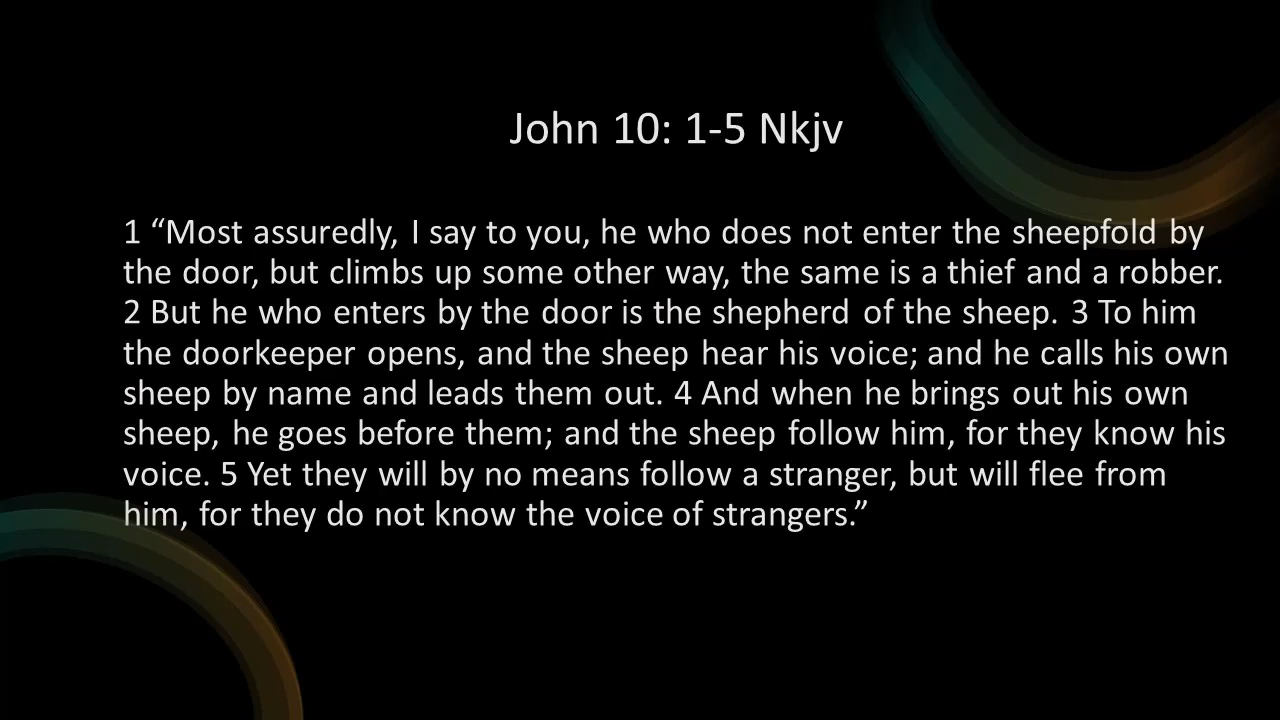 John 10: 1-5 Nkjv
1 “Most assuredly, I say to you, he who does not enter the sheepfold by
the door, but climbs up some other way, the same is a thief and a robber.
2 But he who enters by the door is the shepherd of the sheep. 3 To him
the doorkeeper opens, and the sheep hear his voice; and he calls his own
sheep by name and leads them out. 4 And when he brings out his own
sheep, he goes before them; and the sheep follow him, for they know his
voice. 5 Yet they will by no means follow a stranger, but will flee from
him, for they do not know the voice of strangers.”